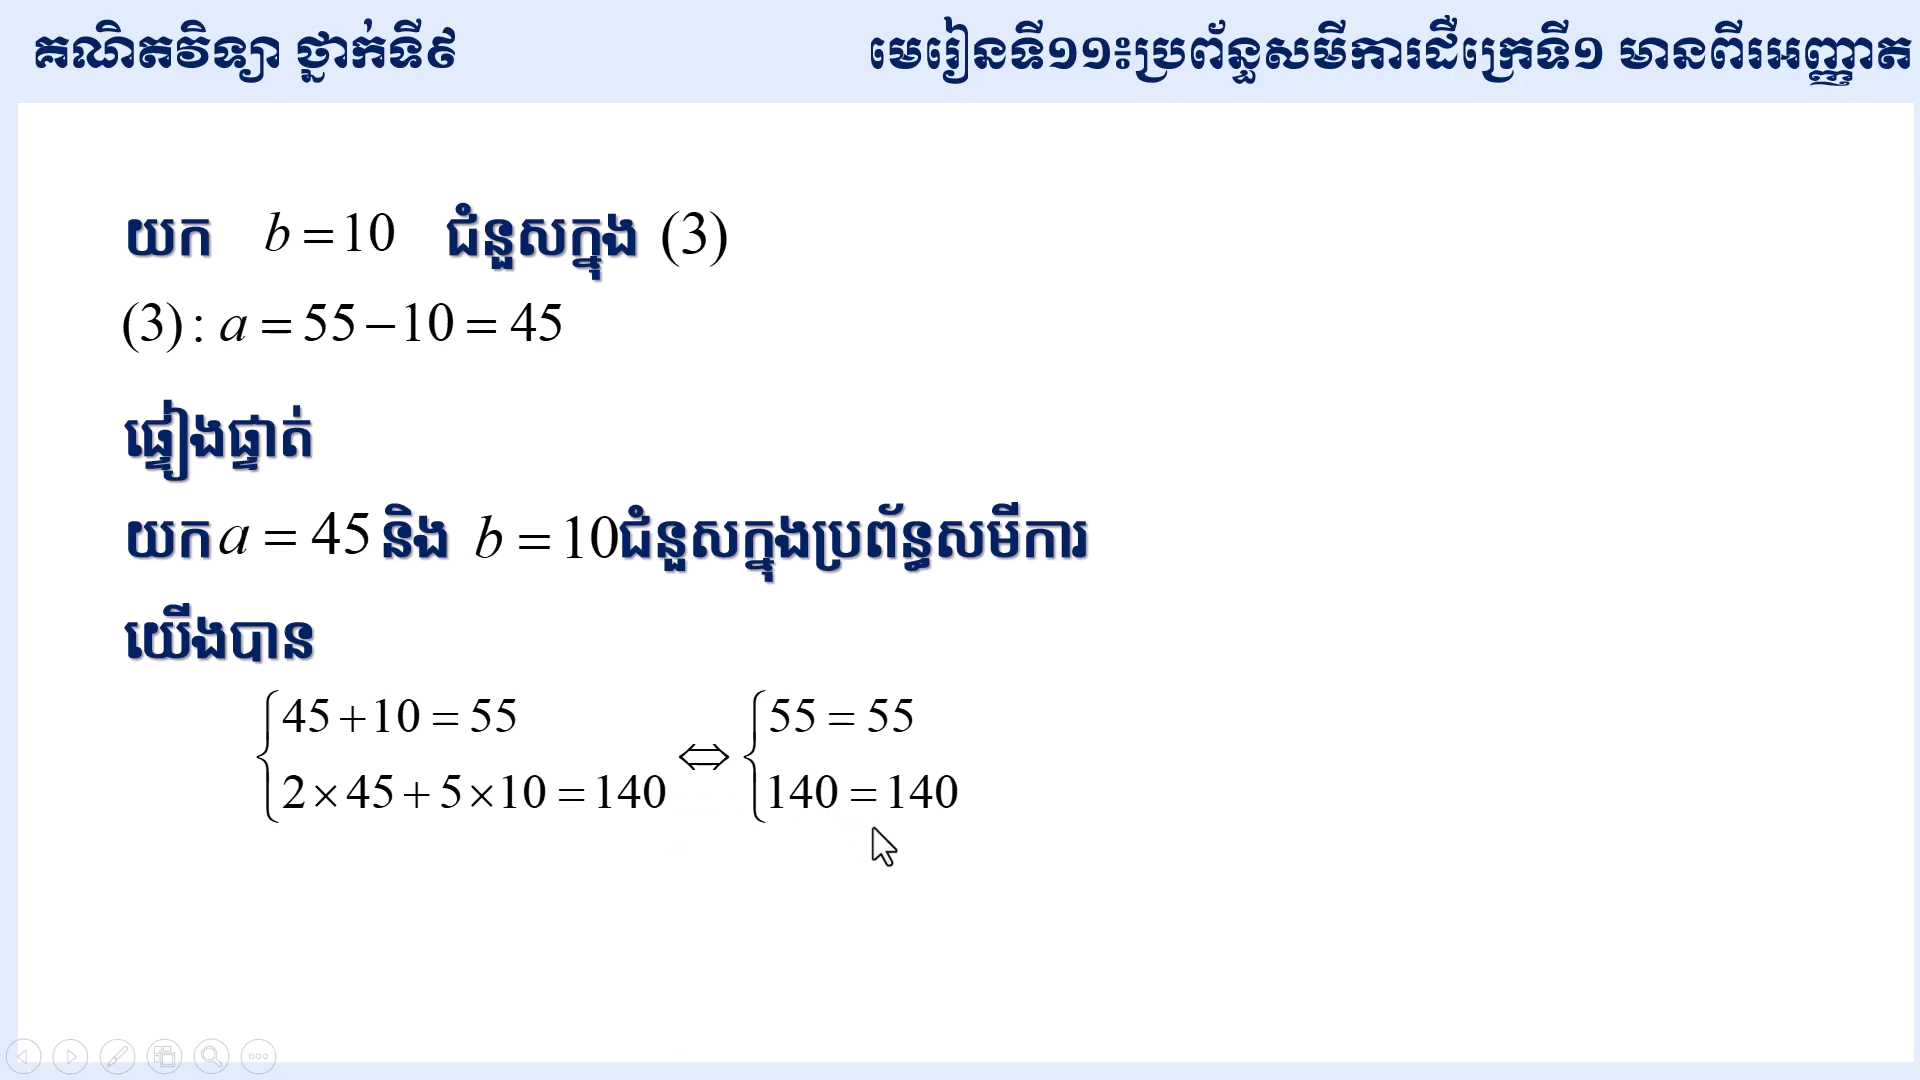 គណិតវិទ្យា ថ្នាក់ទី៩
មេរៀនទី១១៖ប្រព័ន្ធសមីការដឺក្រេទី១ មានពីរអញ្ញាត
យក b = 10 ជំនួសក្នុង (3)
(3) : a = 55 − 10 = 45
ផ្ទៀងផ្ទាត់
យក a = 45 និង b = 10 ជំនួសក្នុងប្រព័ន្ធសមីការ
យើងបាន
{ 45 + 10 = 55 ⇔ { 55 = 55
2 × 45 + 5 × 10 = 140 140 = 140